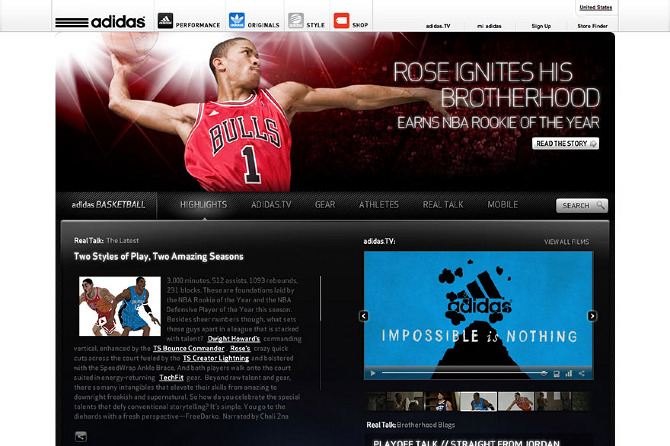 adidas
PERFORMANCE
ORIGINALS
STYLE
SHOP
United States
adidas.TV
mi adidas
Sign Up
Store Finder
BULLS
1
ROSE IGNITES HIS
BROTHERHOOD
EARNS NBA ROOKIE OF THE YEAR
READ THE STORY
adidas BASKETBALL
HIGHLIGHTS
ADIDAS.TV
GEAR
ATHLETES
REAL TALK
MOBILE
SEARCH
Real Talk: The Latest
Two Styles of Play, Two Amazing Seasons
3,000 minutes, 512 assists, 1093 rebounds,
231 blocks. These are foundations laid by
the NBA Rookie of the Year and the NBA
Defensive Player of the Year this season.
Besides sheer numbers though, what sets
these guys apart in a league that is stacked
with talent? Dwight Howard's commanding
vertical, enhanced by the TS Bounce Commander. Rose's crazy quick
cuts across the court fueled by the TS Creator Lightning and bolstered
with the SpeedWrap Ankle Brace. And both players walk onto the court
suited in energy-returning TechFit gear. Beyond raw talent and gear,
there so many intangibles that elevate their skills from amazing to
downright freakish and supernatural. So how do you celebrate the special
talents that defy conventional storytelling? It's simple. You go to the
diehards with a fresh perspective—FreeDarko. Narrated by Chali 2na
adidas.TV:
VIEW ALL FILMS
adidas
IMPOSSIBLE is NOTHING
Real Talk: Brotherhood Blogs
PLAYOFF TALK // STRAIGHT FROM JORDAN